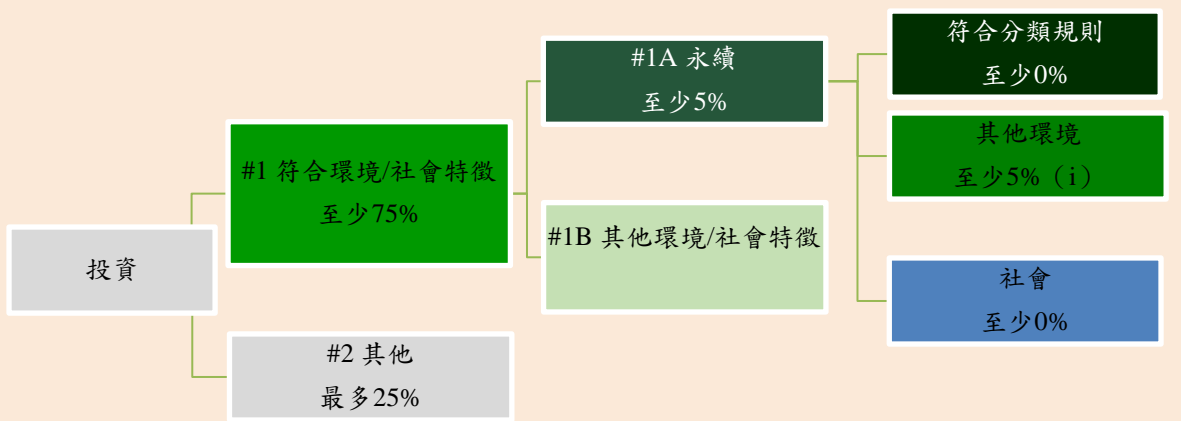 投資
#1 符合環境/社會特徵
至少75%
#2 其他
最多25%
#1A 永續
至少5%
#1B 其他環境/社會特徵
符合分類規則
至少0%
其他環境
至少5%（i）
社會
至少0%